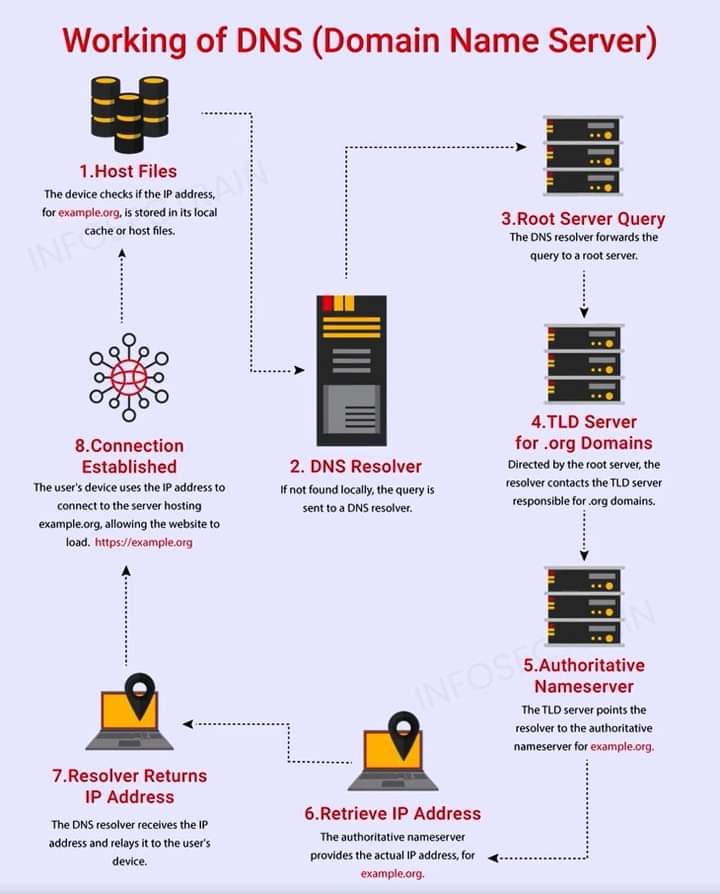 Working of DNS (Domain Name Server)
1.Host Files
The device checks if the IP address,
for example.org, is stored in its local
cache or host files.
2. DNS Resolver
If not found locally, the query is
sent to a DNS resolver.
3.Root Server Query
The DNS resolver forwards the
query to a root server.
4.TLD Server
for .org Domains
Directed by the root server, the
resolver contacts the TLD server
responsible for .org domains.
5.Authoritative
Nameserver
The TLD server points the
resolver to the authoritative
nameserver for example.org.
6.Retrieve IP Address
The authoritative nameserver
provides the actual IP address, for
example.org.
7.Resolver Returns
IP Address
The DNS resolver receives the IP
address and relays it to the user's
device.
8.Connection
Established
The user's device uses the IP address to
connect to the server hosting
example.org, allowing the website to
load. https://example.org